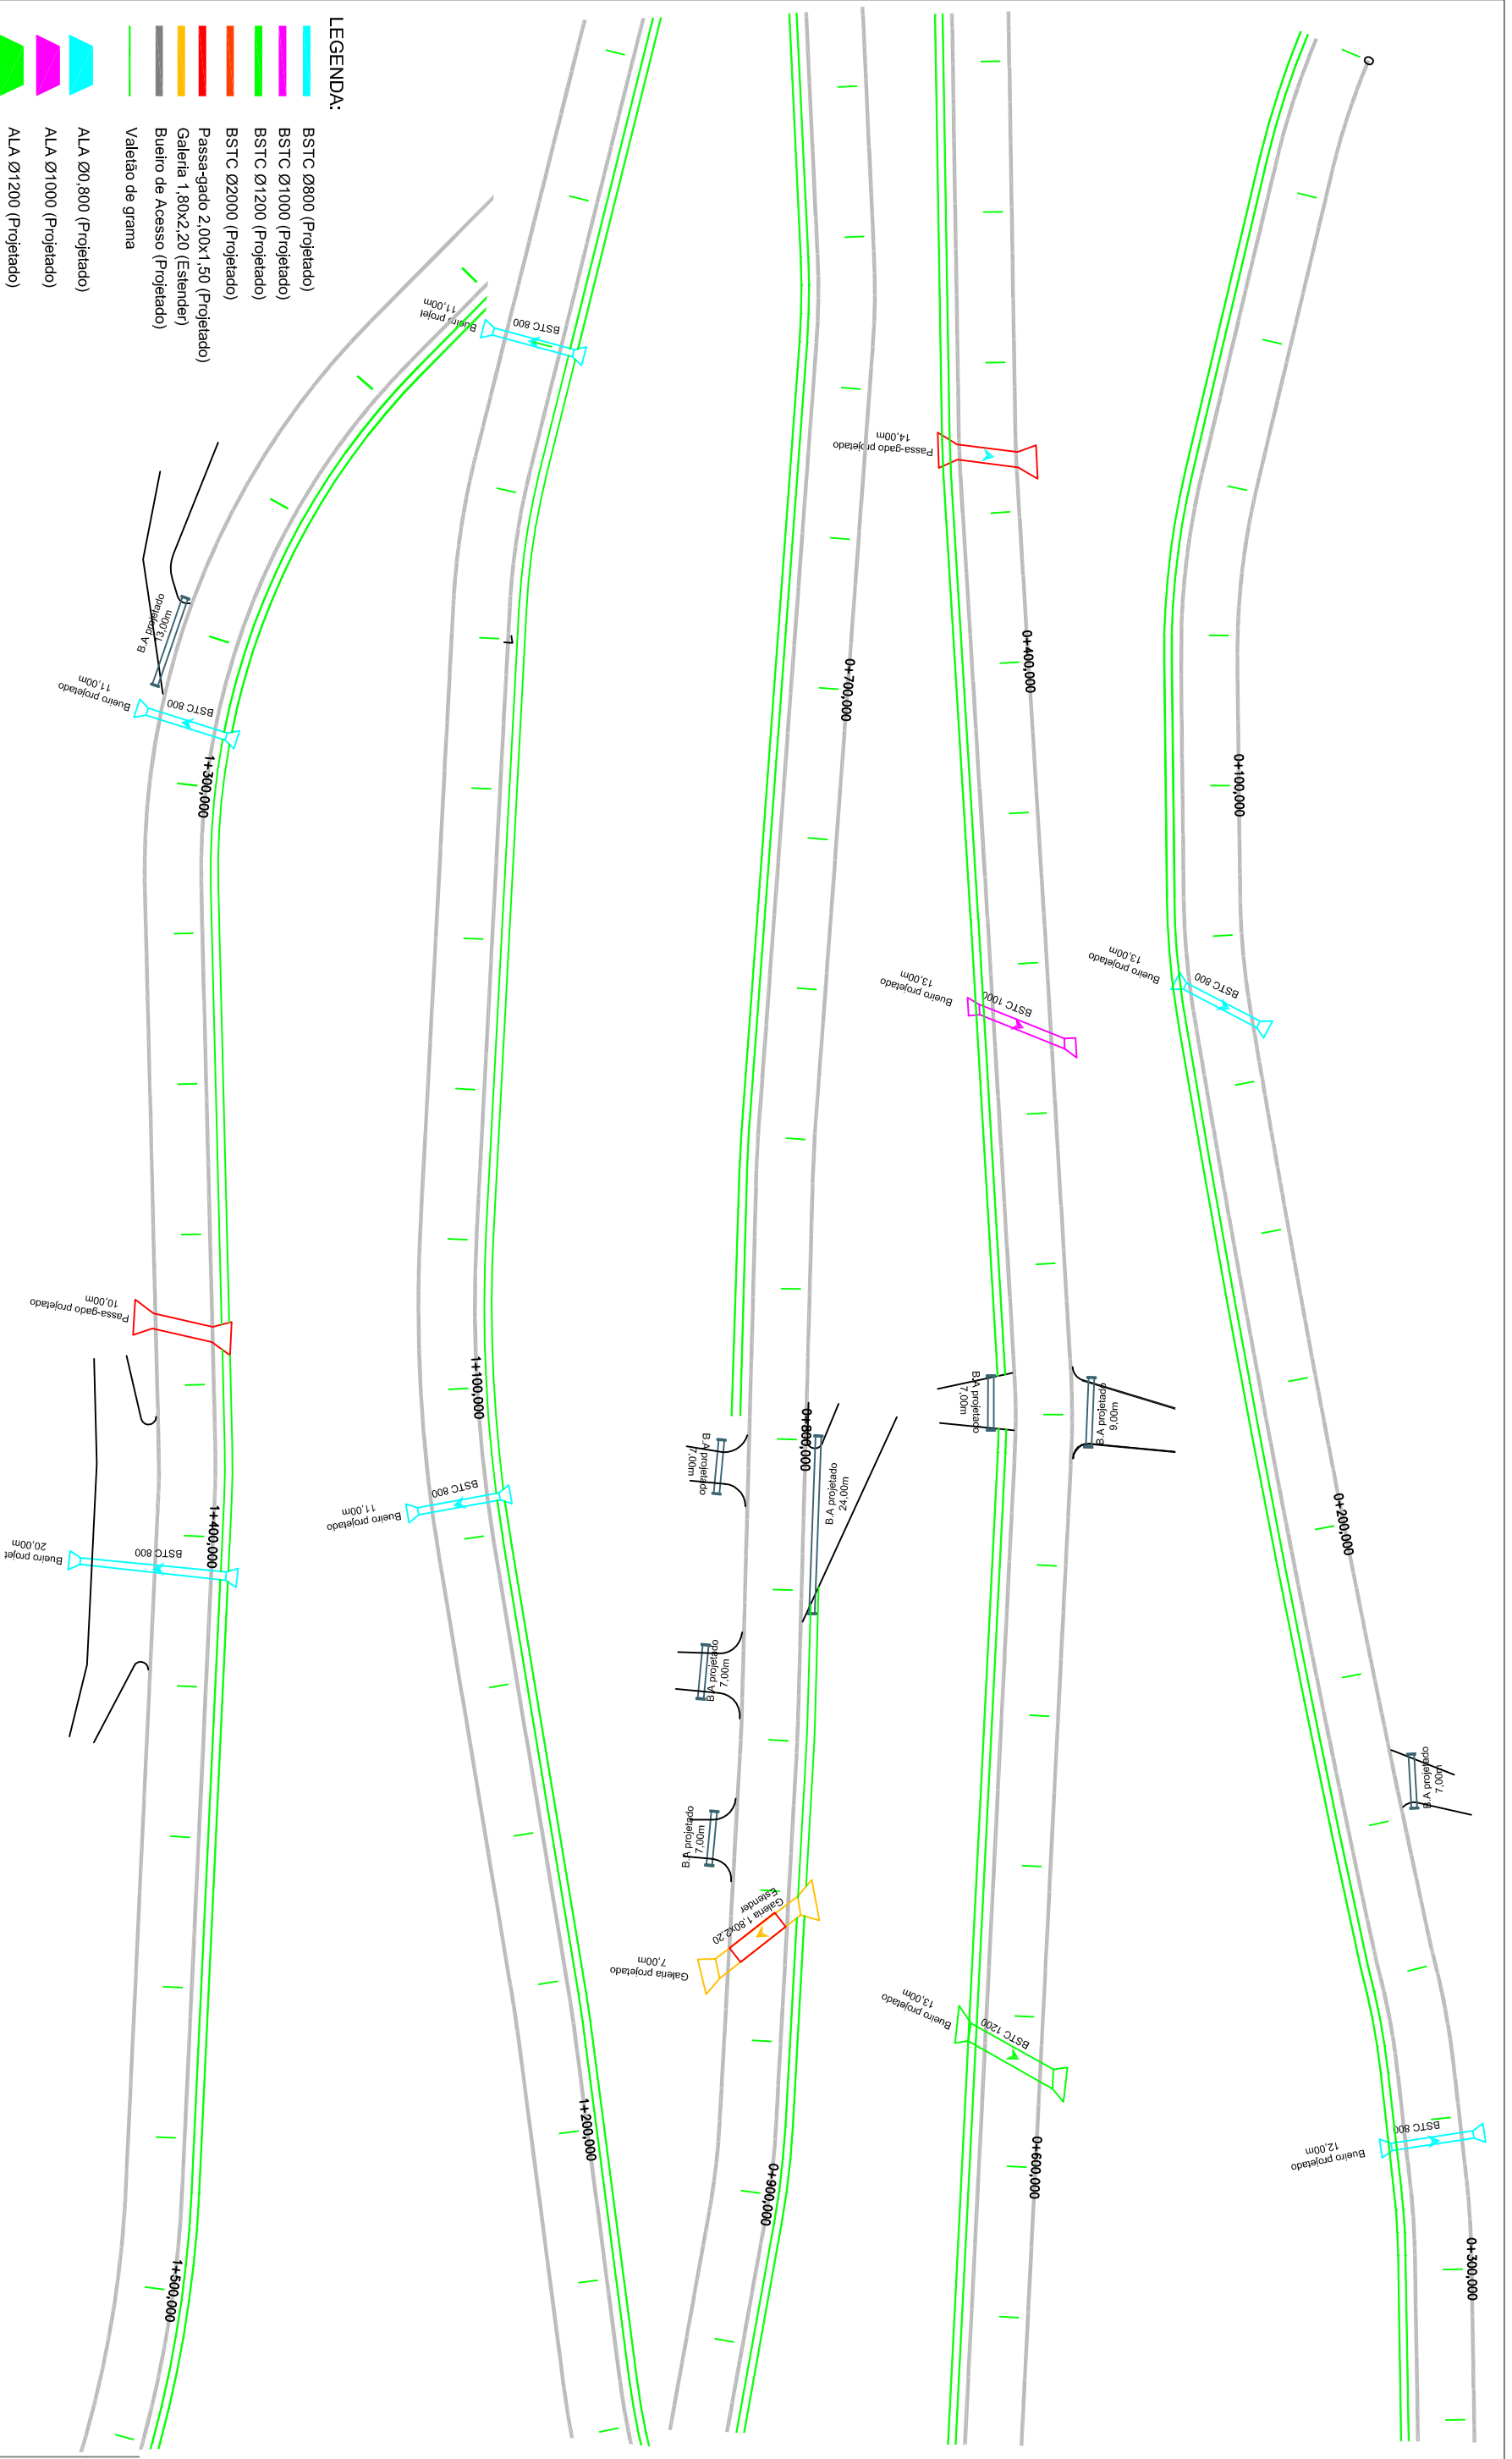 LEGENDA:
BSTC Ø800 (Projetado)
BSTC Ø1000 (Projetado)
BSTC Ø1200 (Projetado)
BSTC Ø2000 (Projetado)
Passa-gado 2,00x1,50 (Projetado)
Galeria 1,80x2,20 (Estender)
Bueiro de Acesso (Projetado)
Valetão de grama
ALA Ø0,800 (Projetado)
ALA Ø1000 (Projetado)
ALA Ø1200 (Projetado)
0
0+100,000
BSTC 800
Bueiro projetado
13,00m
0+200,000
B.A projetado
7,00m
BSTC 800
Bueiro projetado
12,00m
0+300,000
Passa-gado projetado
14,00m
0+400,000
BSTC 1000
Bueiro projetado
13,00m
B.A projetado
9,00m
B.A projetado
7,00m
BSTC 1200
Bueiro projetado
13,00m
0+600,000
0+700,000
0+800,000
B.A projetado
24,00m
B.A projetado
7,00m
B.A projetado
7,00m
B.A projetado
7,00m
Galeria 1,80x2,20
Estender
Galeria projetado
7,00m
0+900,000
BSTC 800
Bueiro projet
11,00m
1
1+100,000
BSTC 800
Bueiro projetado
11,00m
1+200,000
B.A projetado
13,00m
BSTC 800
Bueiro projetado
11,00m
1+300,000
Passa-gado projetado
10,00m
1+400,000
BSTC 800
Bueiro projet
20,00m
1+500,000